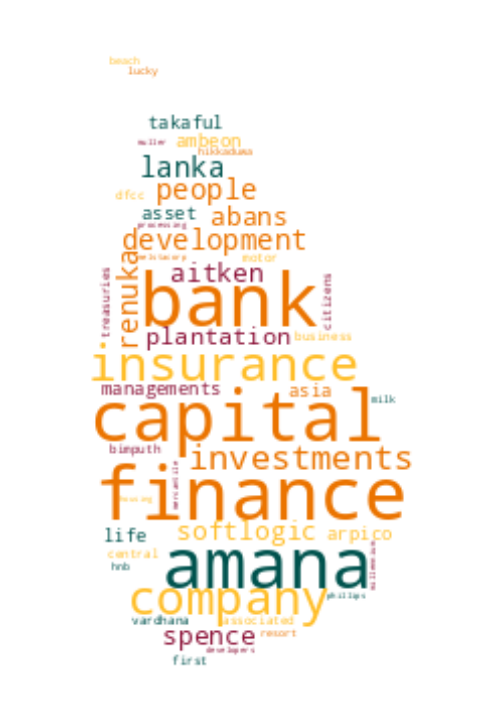 beach
lucky
takaful
muller ambeon
hikkaduwa
lanka
people
dfcc
asset abans
processing
development
motor
renuka
treasuries
aitken
citizens
bank
plantation business
insurance
managements asia
milk
capital
bimputh
investments
mercantile
finance
housing
life softlogic arpico
central
hnb
amana
millennium
company phillips
vardhana associated
spence resort
developers
first